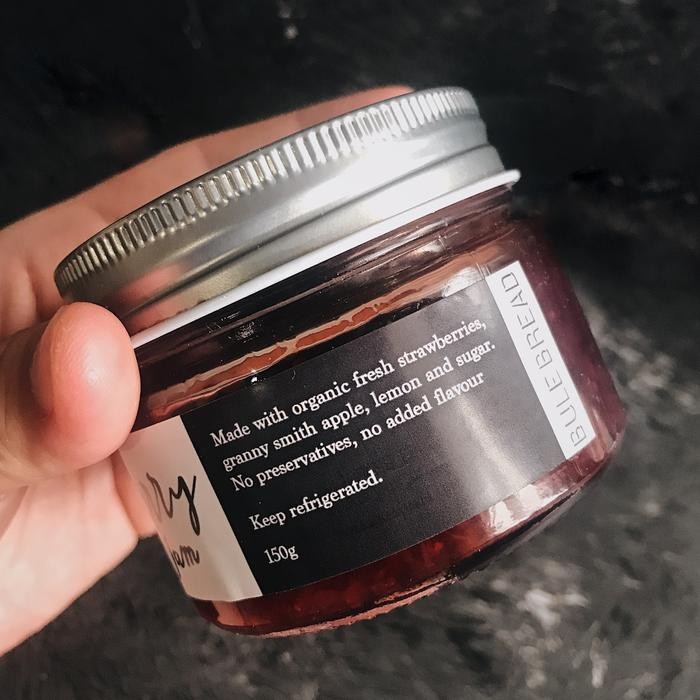 Made with organic fresh strawberries,
granny smith apple, lemon and sugar.
No preservatives, no added flavour
Keep refrigerated.
150g
BULE BREAD